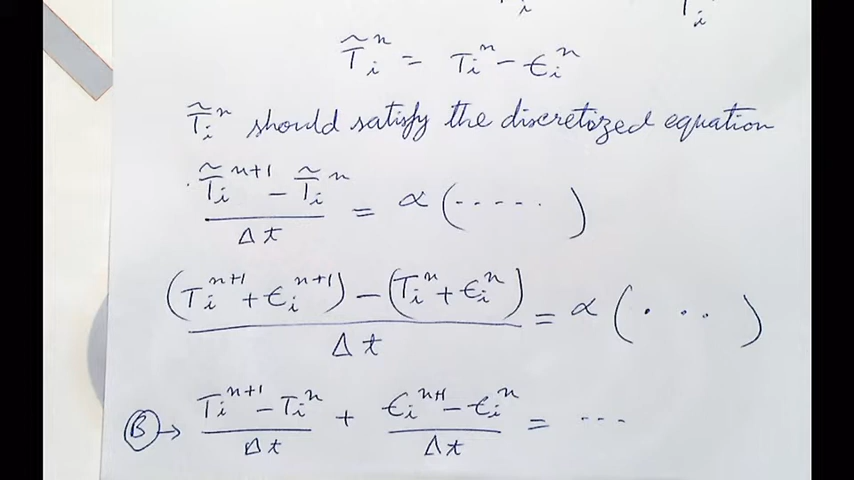 T̃ᵢⁿ = Tᵢⁿ - ϵᵢⁿ
T̃ᵢⁿ should satisfy the discretized equation
(T̃ᵢⁿ⁺¹ - T̃ᵢⁿ) / Δt = α (.....)
((Tᵢⁿ⁺¹ + ϵᵢⁿ⁺¹) - (Tᵢⁿ + ϵᵢⁿ)) / Δt = α (...)
Ⓑ → (Tᵢⁿ⁺¹ - Tᵢⁿ) / Δt + (ϵᵢⁿ⁺¹ - ϵᵢⁿ) / Δt = ...